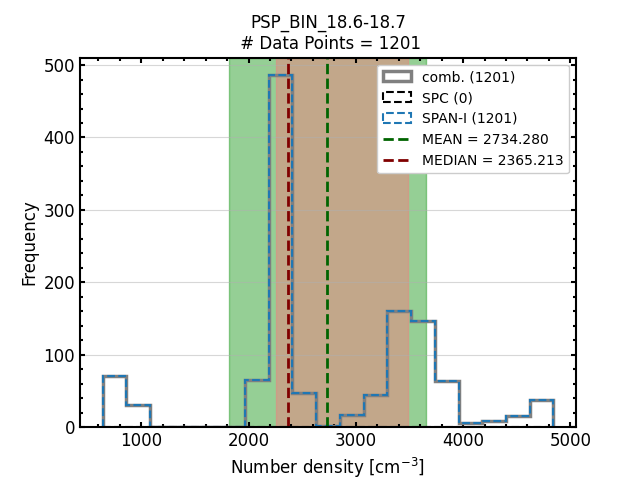 PSP_BIN_18.6-18.7
# Data Points = 1201
comb. (1201)
SPC (0)
SPAN-I (1201)
MEAN = 2734.280
MEDIAN = 2365.213
Frequency
500
400
300
200
100
0
1000 2000 3000 4000 5000
Number density [cm⁻³]